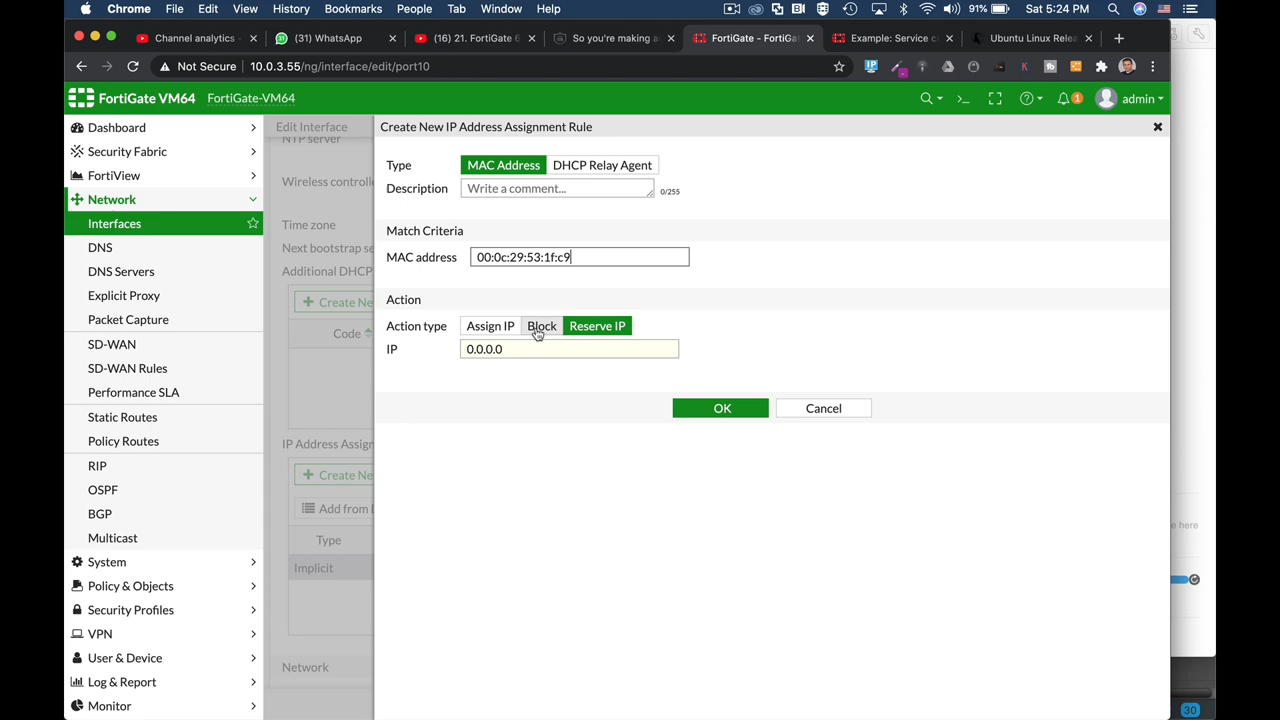 Chrome File Edit View History Bookmarks People Tab Window Help 91% Sat 5:24 PM
Channel analytics - (31) WhatsApp (16) You're making FortiGate - FortiGat Example: S Ubuntu Linux Rele
Not Secure 10.0.3.55/ng/interface/edit/port10
FortiGate VM64 FortiGate-VM64 1 admin
Dashboard
Security Fabric
FortiView
Network
Interfaces
DNS
DNS Servers
Explicit Proxy
Packet Capture
SD-WAN
SD-WAN Rules
Performance SLA
Static Routes
Policy Routes
RIP
OSPF
BGP
Multicast
System
Policy & Objects
Security Profiles
VPN
User & Device
Log & Report
Monitor
Edit Interface
NTP server
Wireless controlle
Time zone
Next bootstrap se
Additional DHCP
Create Ne
Code
IP Address Assign
Create Ne
Add from
Type
Implicit
Network
Create New IP Address Assignment Rule
Type MAC Address DHCP Relay Agent
Description Write a comment... 0/255
Match Criteria
MAC address 00:0c:29:53:1f:c9
Action
Action type Assign IP Block Reserve IP
IP 0.0.0.0
OK Cancel
e here
30